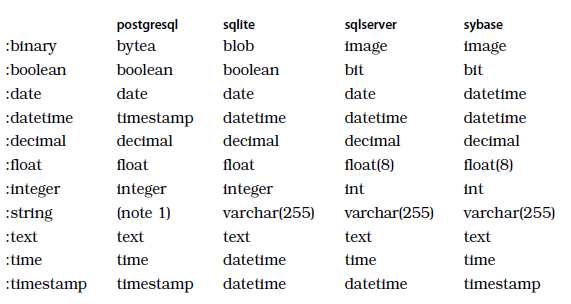 postgresql sqlite sqlserver sybase
:binary bytea blob image image
:boolean boolean boolean bit bit
:date date date date datetime
:datetime timestamp datetime datetime datetime
:decimal decimal decimal decimal decimal
:float float float float(8) float(8)
:integer integer integer int int
:string (note 1) varchar(255) varchar(255) varchar(255)
:text text text text text
:time time datetime time time
:timestamp timestamp datetime datetime timestamp